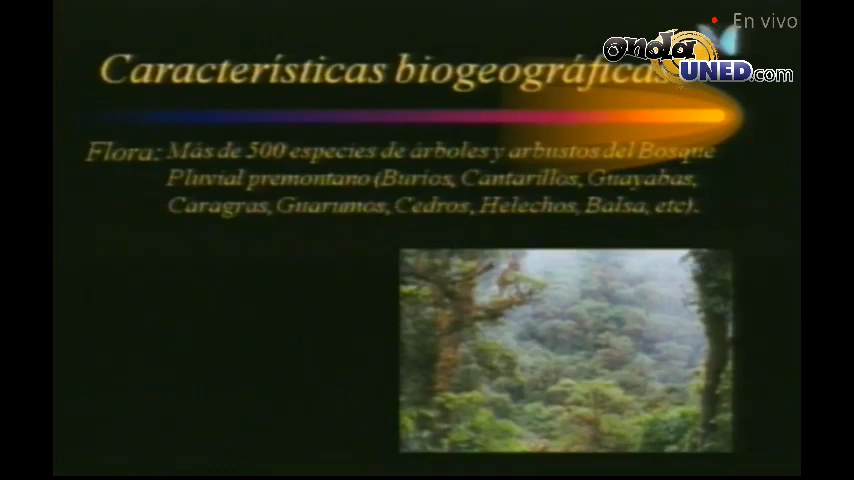 En vivo
onda
UNED.com
Características biogeográficas
Flora: Más de 500 especies de árboles y arbustos del Bosque
Pluvial premontano (Burios, Cantarillos, Guayabas,
Caragras, Guarumos, Cedros, Helechos, Balsa, etc).